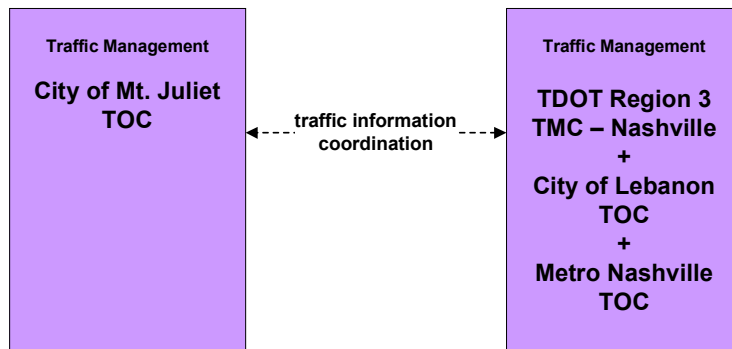 Traffic Management
City of Mt. Juliet
TOC
traffic information
coordination
Traffic Management
TDOT Region 3
TMC – Nashville
+
City of Lebanon
TOC
+
Metro Nashville
TOC